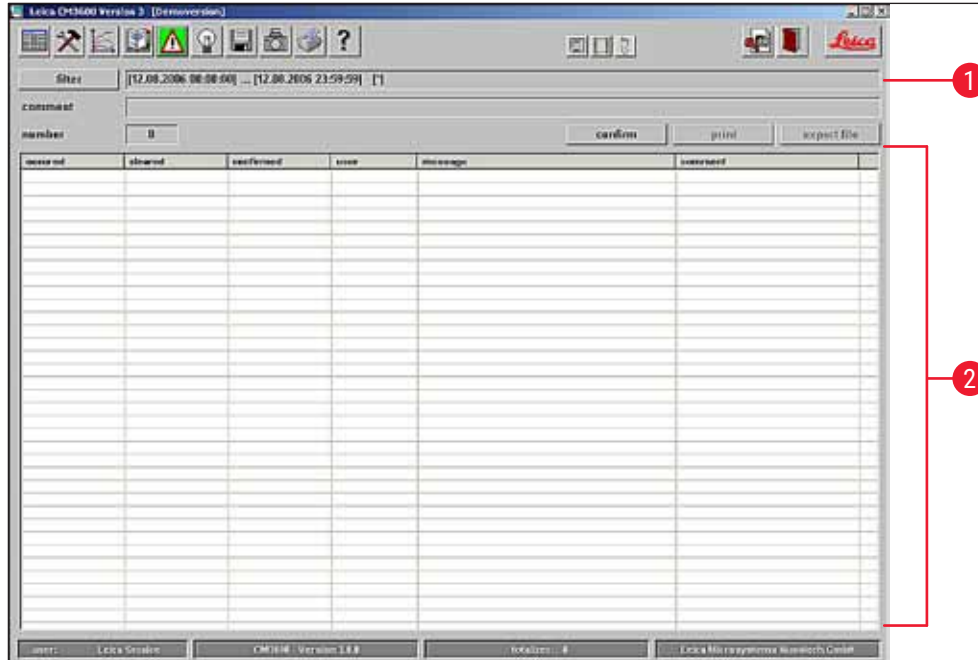 Leica CM3600 Version 3 [Demoversion]
?
Leica
filter [12.08.2006 00:00:00] ... [12.08.2006 23:59:59] [*]
1
comment
number 0 confirm print export file
occured cleared confirmed user message comment
2
user: Leica Service CM3600 Version 3.0.0 totalizer: 0 Leica Microsystems Nussloch GmbH